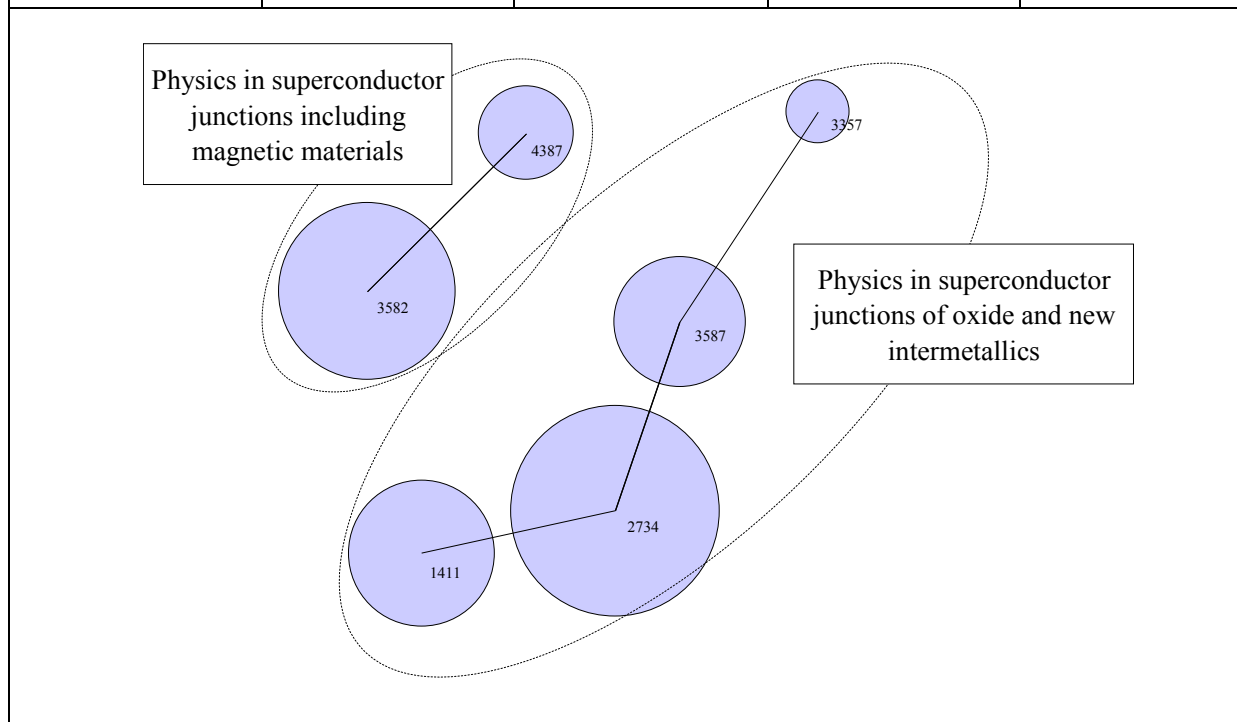 Physics in superconductor
junctions including
magnetic materials
4387
3357
3582
Physics in superconductor
junctions of oxide and new
intermetallics
3587
2734
1411